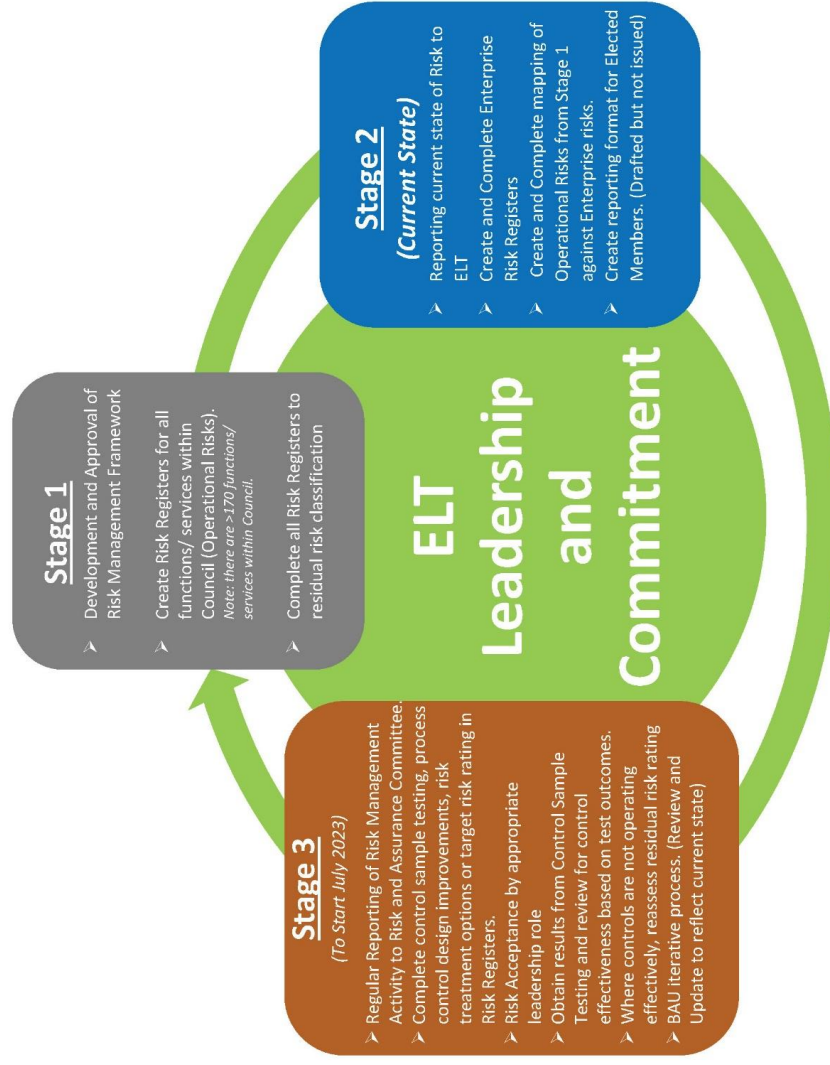 Stage 1
➢ Development and Approval of
Risk Management Framework
➢ Create Risk Registers for all
functions/ services within
Council (Operational Risks).
Note: there are >170 functions/
services within Council.
➢ Complete all Risk Registers to
residual risk classification
Stage 2
(Current State)
➢ Reporting current state of Risk to
ELT
➢ Create and Complete Enterprise
Risk Registers
➢ Create and Complete mapping of
Operational Risks from Stage 1
against Enterprise risks.
➢ Create reporting format for Elected
Members. (Drafted but not issued)
Stage 3
(To Start July 2023)
➢ Regular Reporting of Risk Management
Activity to Risk and Assurance Committee.
➢ Complete control sample testing, process
control design improvements, risk
treatment options or target risk rating in
Risk Registers.
➢ Risk Acceptance by appropriate
leadership role
➢ Obtain results from Control Sample
Testing and review for control
effectiveness based on test outcomes.
➢ Where controls are not operating
effectively, reassess residual risk rating
➢ BAU iterative process. (Review and
Update to reflect current state)
ELT
Leadership
and
Commitment